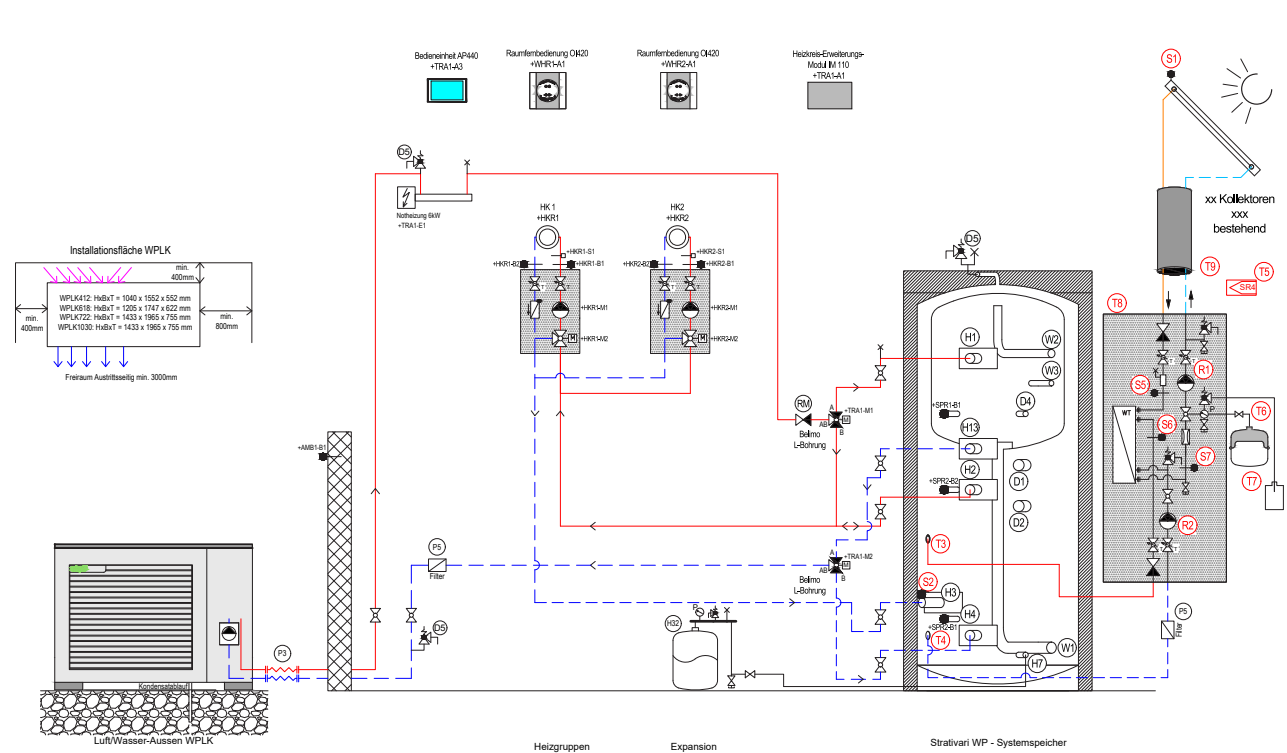 Bedieneinheit AP440
+TRA1-A3
Raumfernbedienung OI420
+WHR1-A1
Raumfernbedienung OI420
+WHR2-A1
Heizkreis-Erweiterungs-
Modul IM 110
+TRA1-A1
S1
xx Kollektoren
xxx
bestehend
D5
Notheizung 6kW
+TRA1-E1
HK 1
+HKR1
HK2
+HKR2
+HKR1-S1
+HKR1-B2
+HKR1-B1
+HKR1-M1
+HKR1-M2
+HKR2-S1
+HKR2-B2
+HKR2-B1
+HKR2-M1
+HKR2-M2
Installationsfläche WPLK
min.
400mm
WPLK412: HxBxT = 1040 x 1552 x 552 mm
WPLK618: HxBxT = 1205 x 1747 x 622 mm
WPLK722: HxBxT = 1433 x 1965 x 755 mm
WPLK1030: HxBxT = 1433 x 1965 x 755 mm
min.
400mm
min.
800mm
Freiraum Austrittsseitig min. 3000mm
D5
T9
T5
SR4
T8
H1
W2
W3
+SPR1-B1
D4
H13
H2
+SPR2-B2
D1
D2
T3
S2
H3
H4
+SPR2-B1
T4
W1
H7
R1
S5
S6
WT
P
T6
S7
T7
R2
P5
Filter
RM
A
AB
B
M
+TRA1-M1
Belimo
L-Bohrung
A
AB
B
M
+TRA1-M2
Belimo
L-Bohrung
+AMB1-B1
P5
Filter
D5
P3
Kondensatablauf
H32
P
Luft/Wasser-Aussen WPLK
Heizgruppen
Expansion
Strativari WP - Systemspeicher